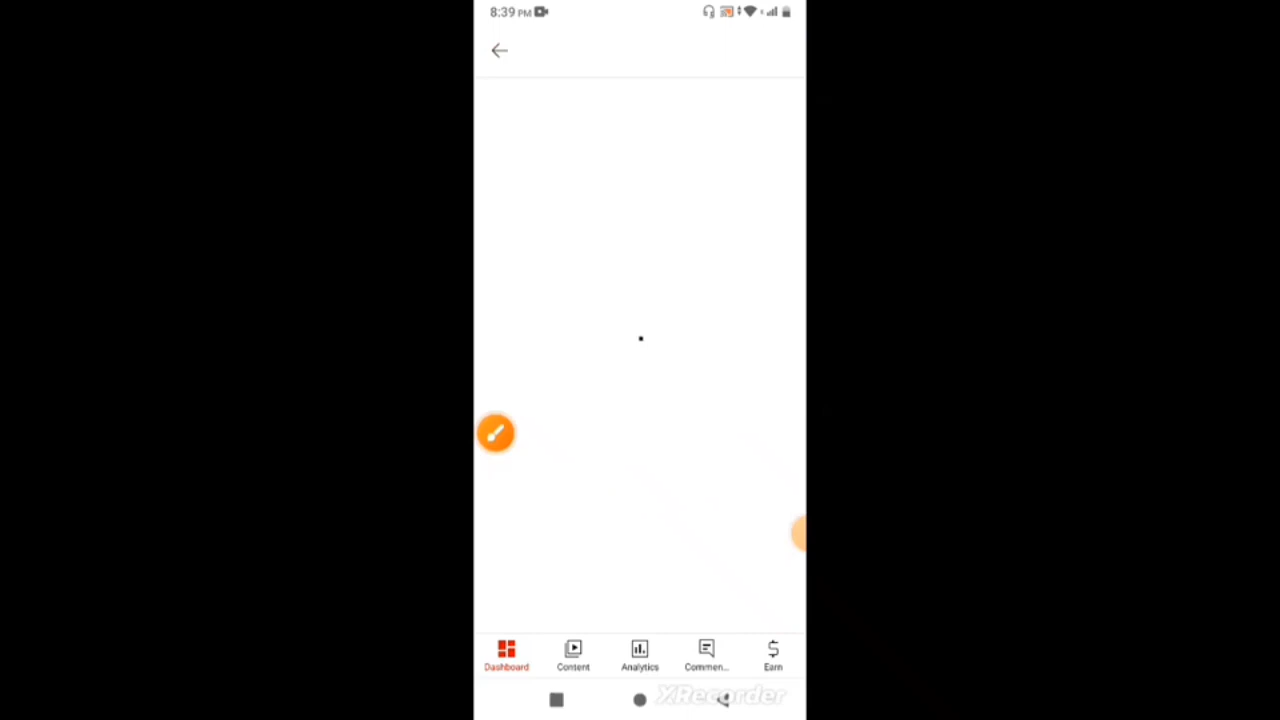 8:39 PM
Dashboard
Content
Analytics
Commen...
Earn
XRecorder